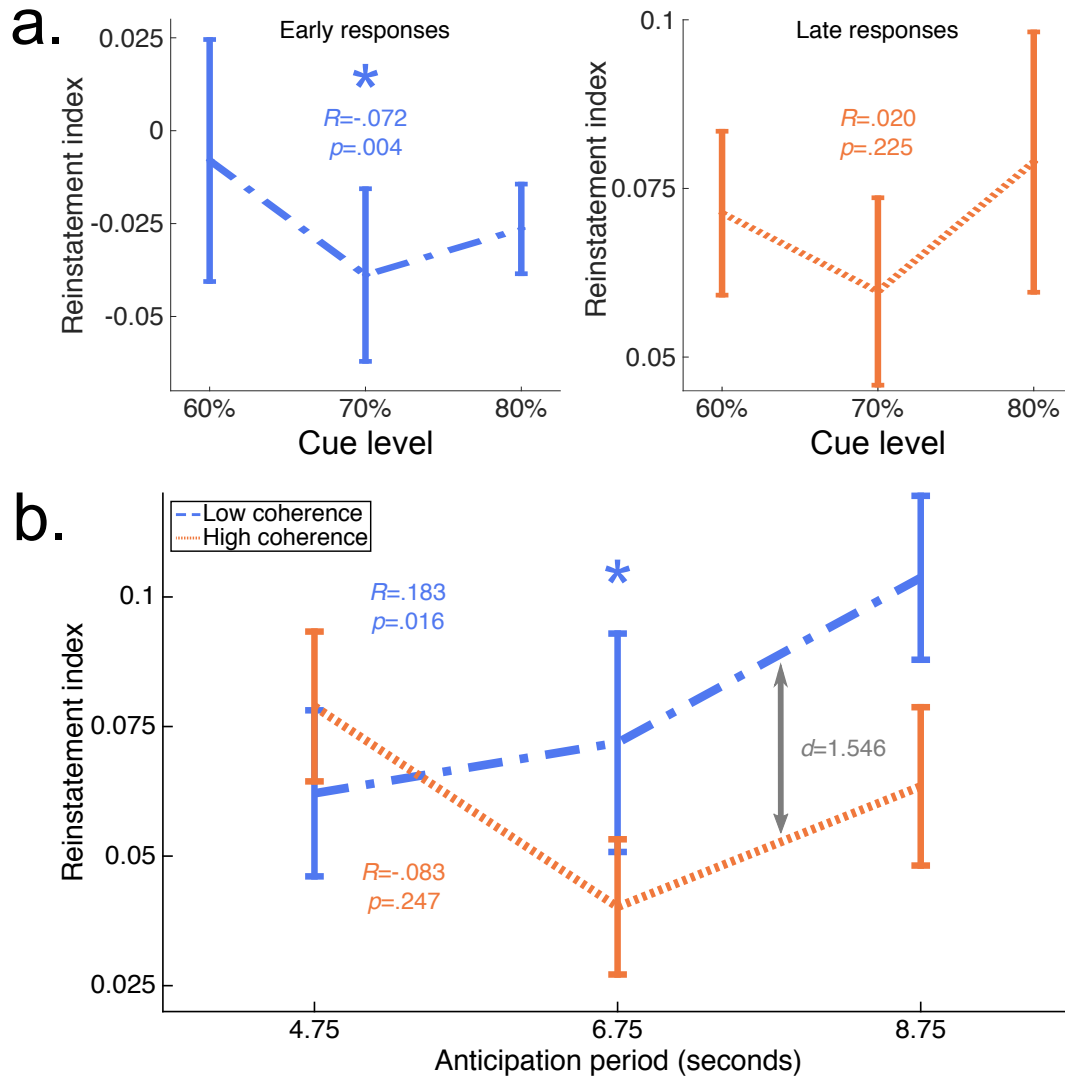 a.
Early responses
Reinstatement index
0.025
0
-0.025
-0.05
*
R=-.072
p=.004
60%
70%
80%
Cue level
Late responses
Reinstatement index
0.1
0.075
0.05
R=.020
p=.225
60%
70%
80%
Cue level
b.
Low coherence
High coherence
Reinstatement index
0.1
0.075
0.05
0.025
R=.183
p=.016
*
d=1.546
R=-.083
p=.247
4.75
6.75
8.75
Anticipation period (seconds)